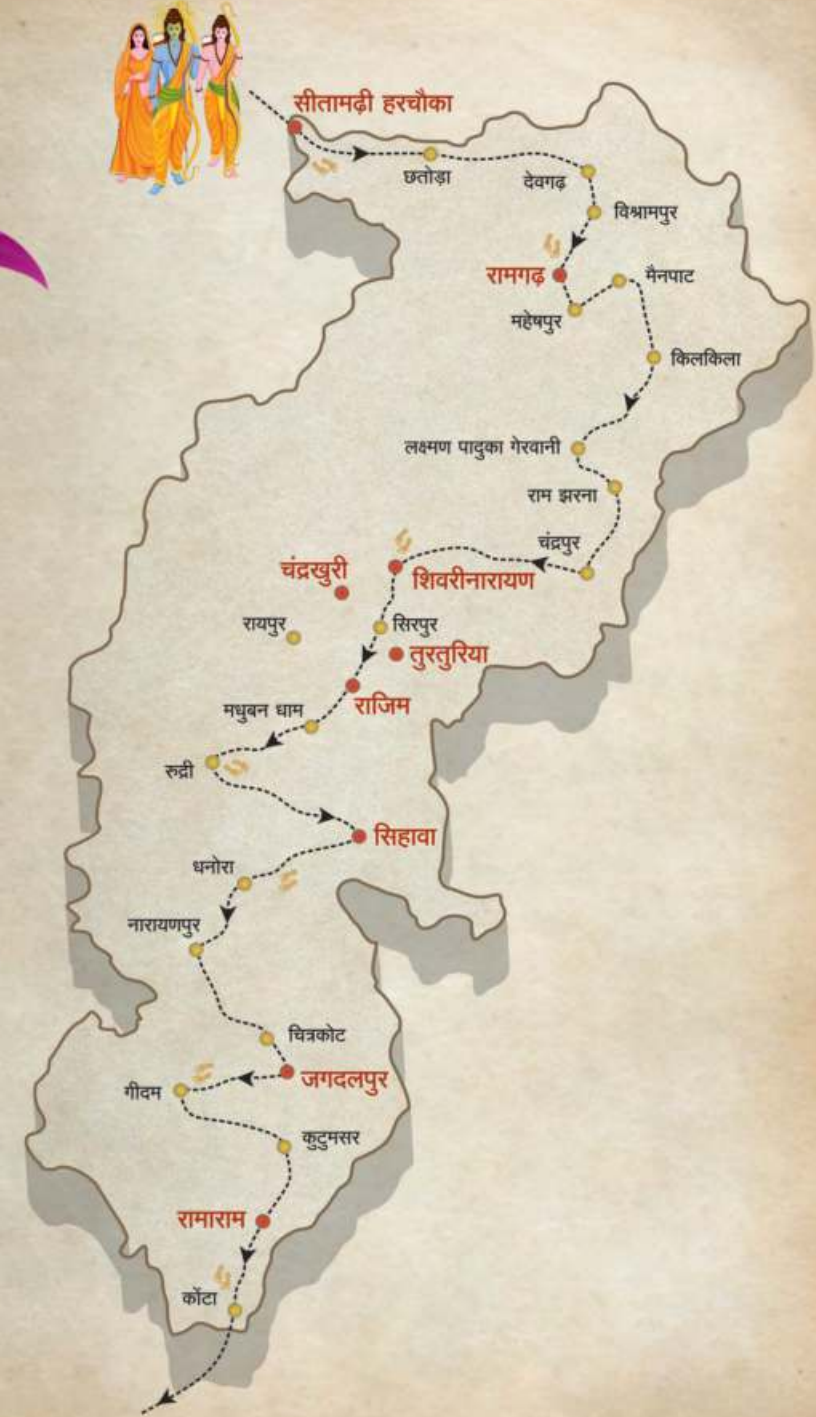 सीतामढ़ी हरचौका
छतोड़ा
देवगढ़
विश्रामपुर
रामगढ़
मैनपाट
महेषपुर
किलकिला
लक्ष्मण पादुका गेरवानी
राम झरना
चंद्रपुर
चंद्रखुरी
शिवरीनारायण
रायपुर
सिरपुर
तुरतुरिया
राजिम
मधुबन धाम
रुद्री
सिहावा
धनोरा
नारायणपुर
चित्रकोट
जगदलपुर
गीदम
कुटुमसर
रामाराम
कोंटा